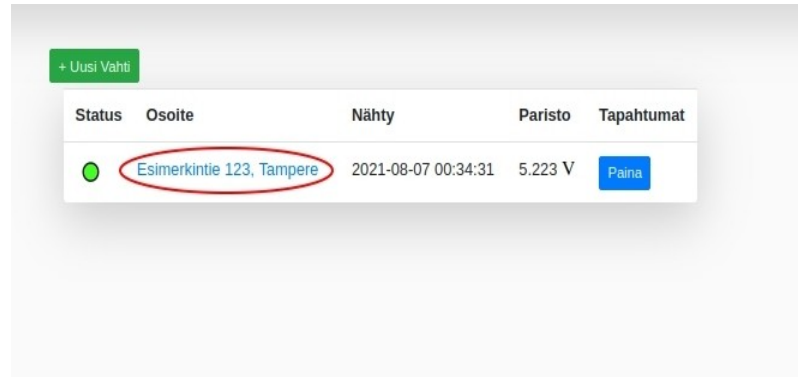 + Uusi Vahti
Status Osoite Nähty Paristo Tapahtumat
Esimerkintie 123, Tampere 2021-08-07 00:34:31 5.223 V Paina